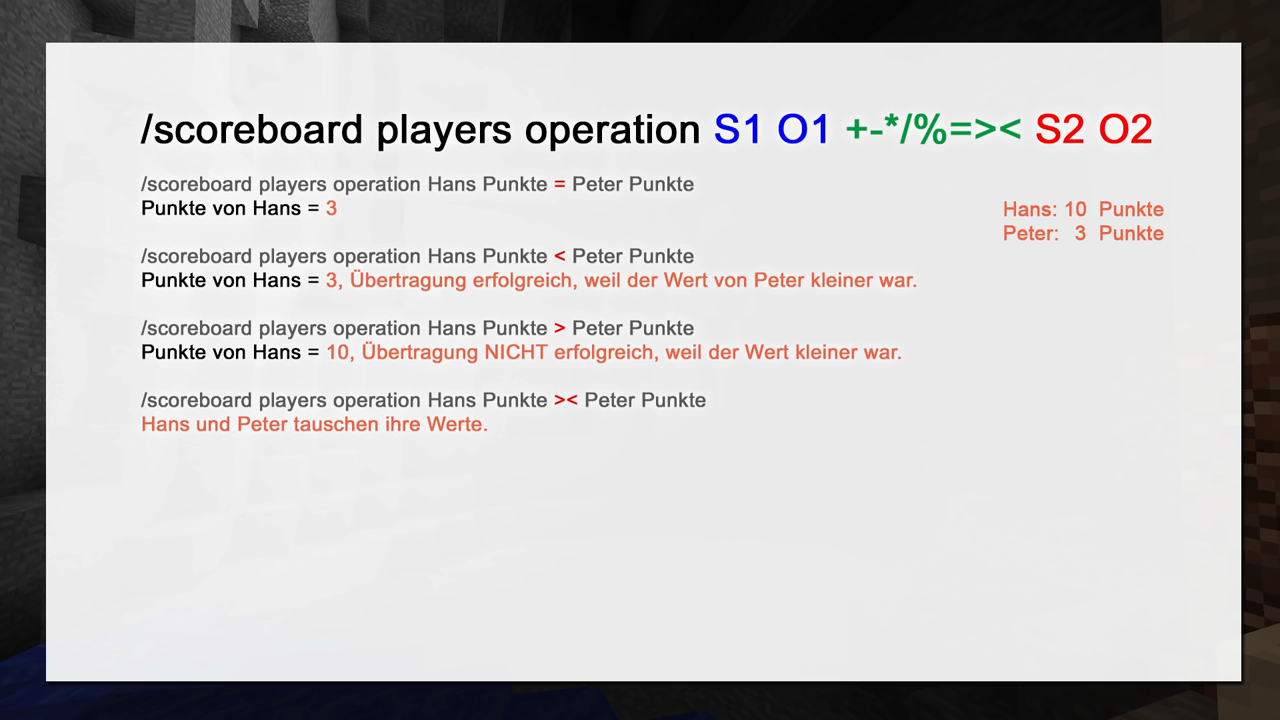 /scoreboard players operation S1 O1 +-*/%=>< S2 O2
/scoreboard players operation Hans Punkte = Peter Punkte
Punkte von Hans = 3
Hans: 10 Punkte
Peter: 3 Punkte
/scoreboard players operation Hans Punkte < Peter Punkte
Punkte von Hans = 3, Übertragung erfolgreich, weil der Wert von Peter kleiner war.
/scoreboard players operation Hans Punkte > Peter Punkte
Punkte von Hans = 10, Übertragung NICHT erfolgreich, weil der Wert kleiner war.
/scoreboard players operation Hans Punkte >< Peter Punkte
Hans und Peter tauschen ihre Werte.